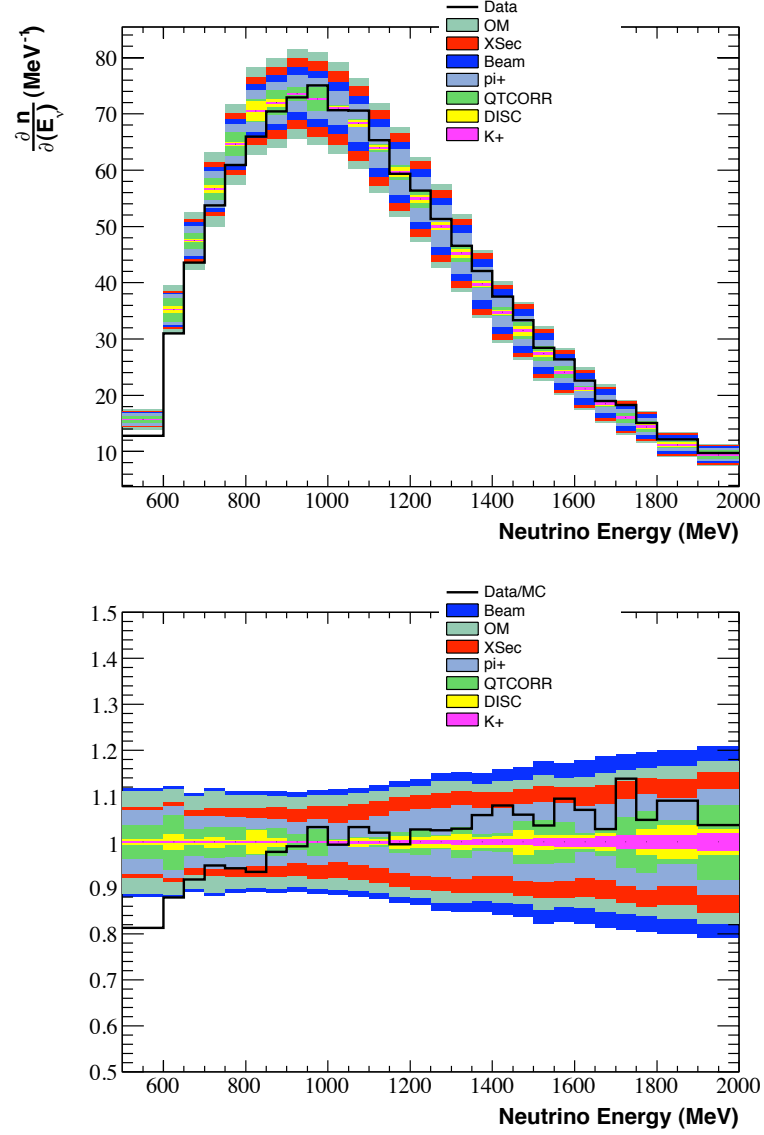 Data
OM
XSec
Beam
pi+
QTCORR
DISC
K+
∂ n / ∂(E_ν) (MeV⁻¹)
80
70
60
50
40
30
20
10
600 800 1000 1200 1400 1600 1800 2000
Neutrino Energy (MeV)
Data/MC
Beam
OM
XSec
pi+
QTCORR
DISC
K+
1.5
1.4
1.3
1.2
1.1
1
0.9
0.8
0.7
0.6
0.5
600 800 1000 1200 1400 1600 1800 2000
Neutrino Energy (MeV)